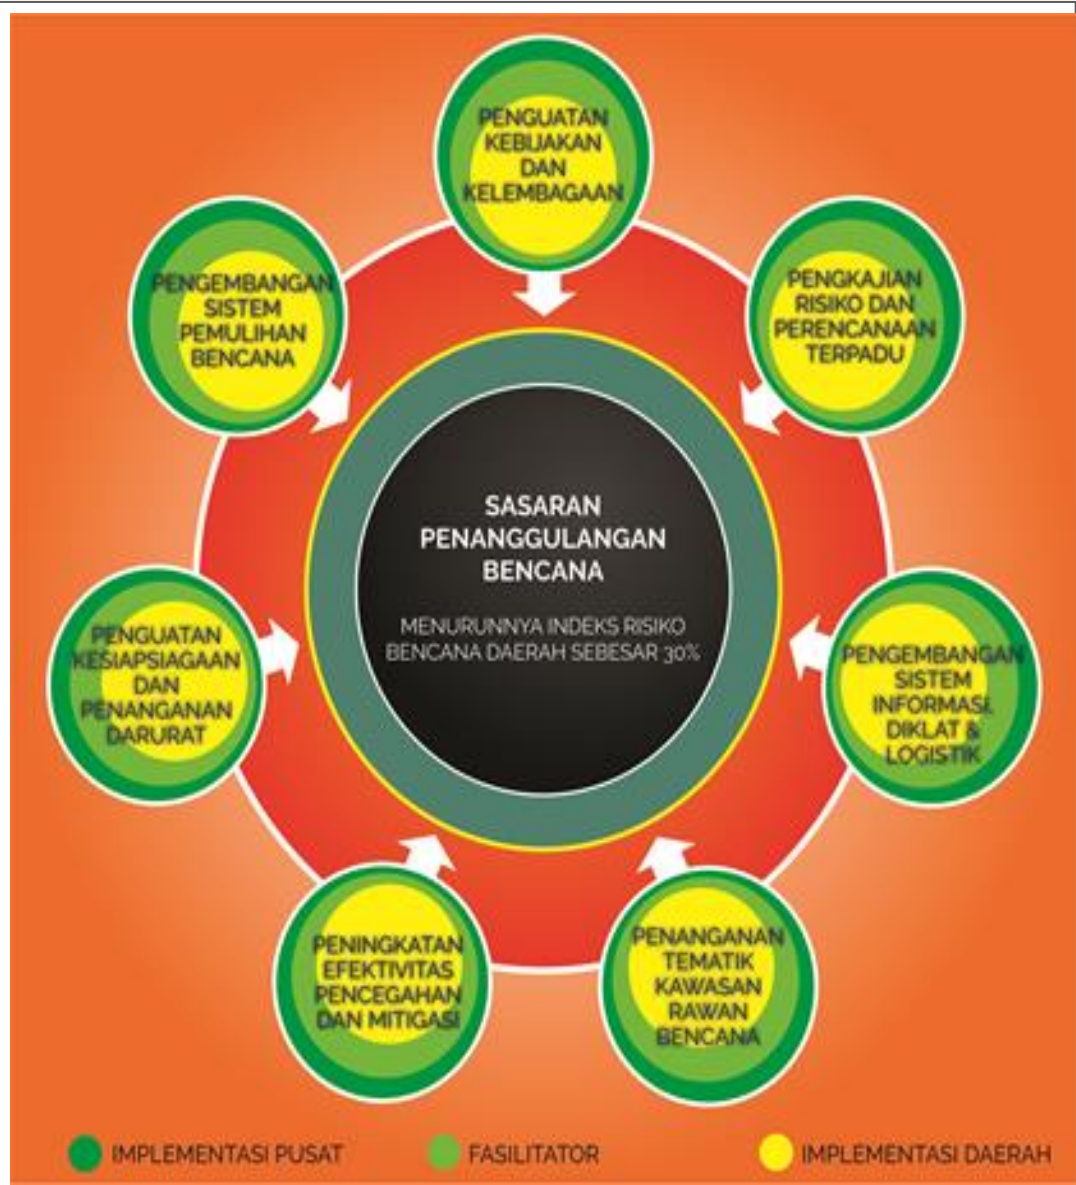 PENGUATAN
KEBIJAKAN
DAN
KELEMBAGAAN
PENGKAJIAN
RISIKO DAN
PERENCANAAN
TERPADU
PENGEMBANGAN
SISTEM
INFORMASI,
DIKLAT &
LOGISTIK
PENANGANAN
TEMATIK
KAWASAN
RAWAN
BENCANA
PENINGKATAN
EFEKTIVITAS
PENCEGAHAN
DAN MITIGASI
PENGUATAN
KESIAPSIAGAAN
DAN
PENANGANAN
DARURAT
PENGEMBANGAN
SISTEM
PEMULIHAN
BENCANA
SASARAN
PENANGGULANGAN
BENCANA
MENURUNNYA INDEKS RISIKO
BENCANA DAERAH SEBESAR 30%
IMPLEMENTASI PUSAT
FASILITATOR
IMPLEMENTASI DAERAH